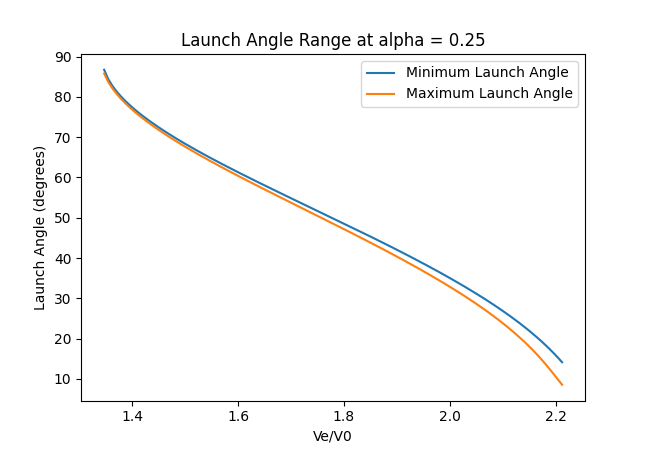 Launch Angle Range at alpha = 0.25
Minimum Launch Angle
Maximum Launch Angle
Launch Angle (degrees)
90
80
70
60
50
40
30
20
10
1.4 1.6 1.8 2.0 2.2
Ve/V0